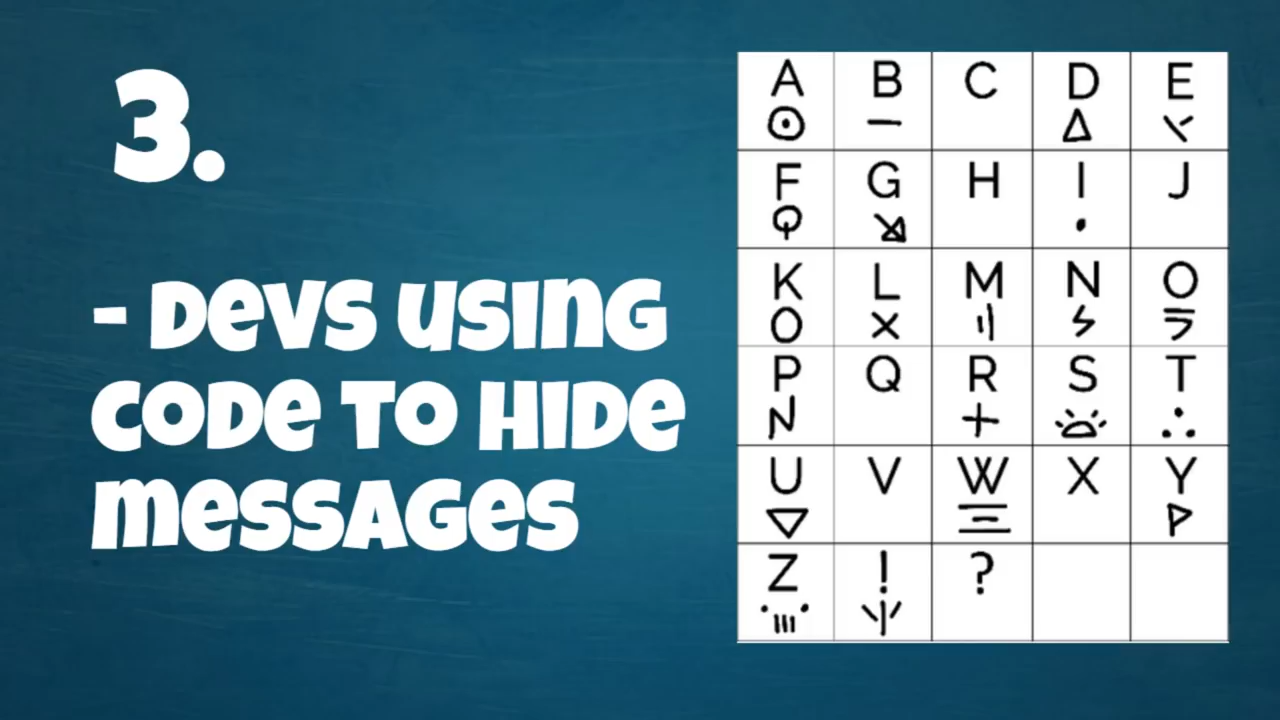 3.
- Devs using
code to hide
messages
A B C D E
F G H I J
K L M N O
P Q R S T
U V W X Y
Z ! ?